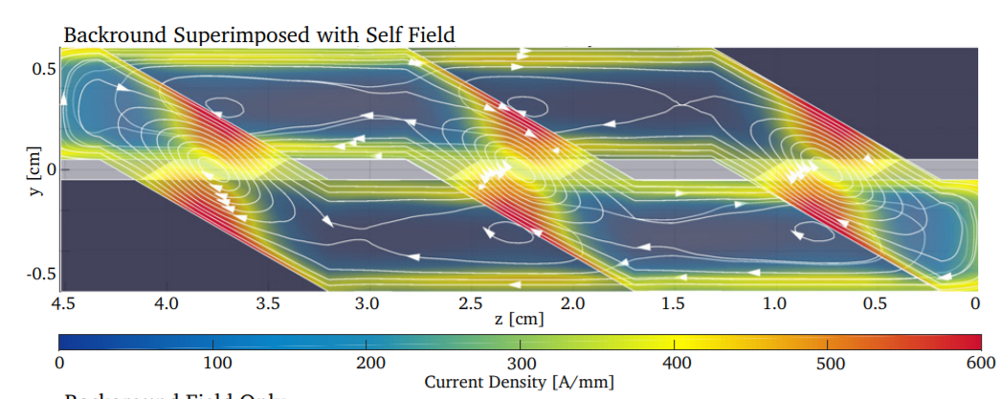 Backround Superimposed with Self Field
0.5
0
-0.5
y [cm]
4.5 4.0 3.5 3.0 2.5 2.0 1.5 1.0 0.5 0
z [cm]
0 100 200 300 400 500 600
Current Density [A/mm]